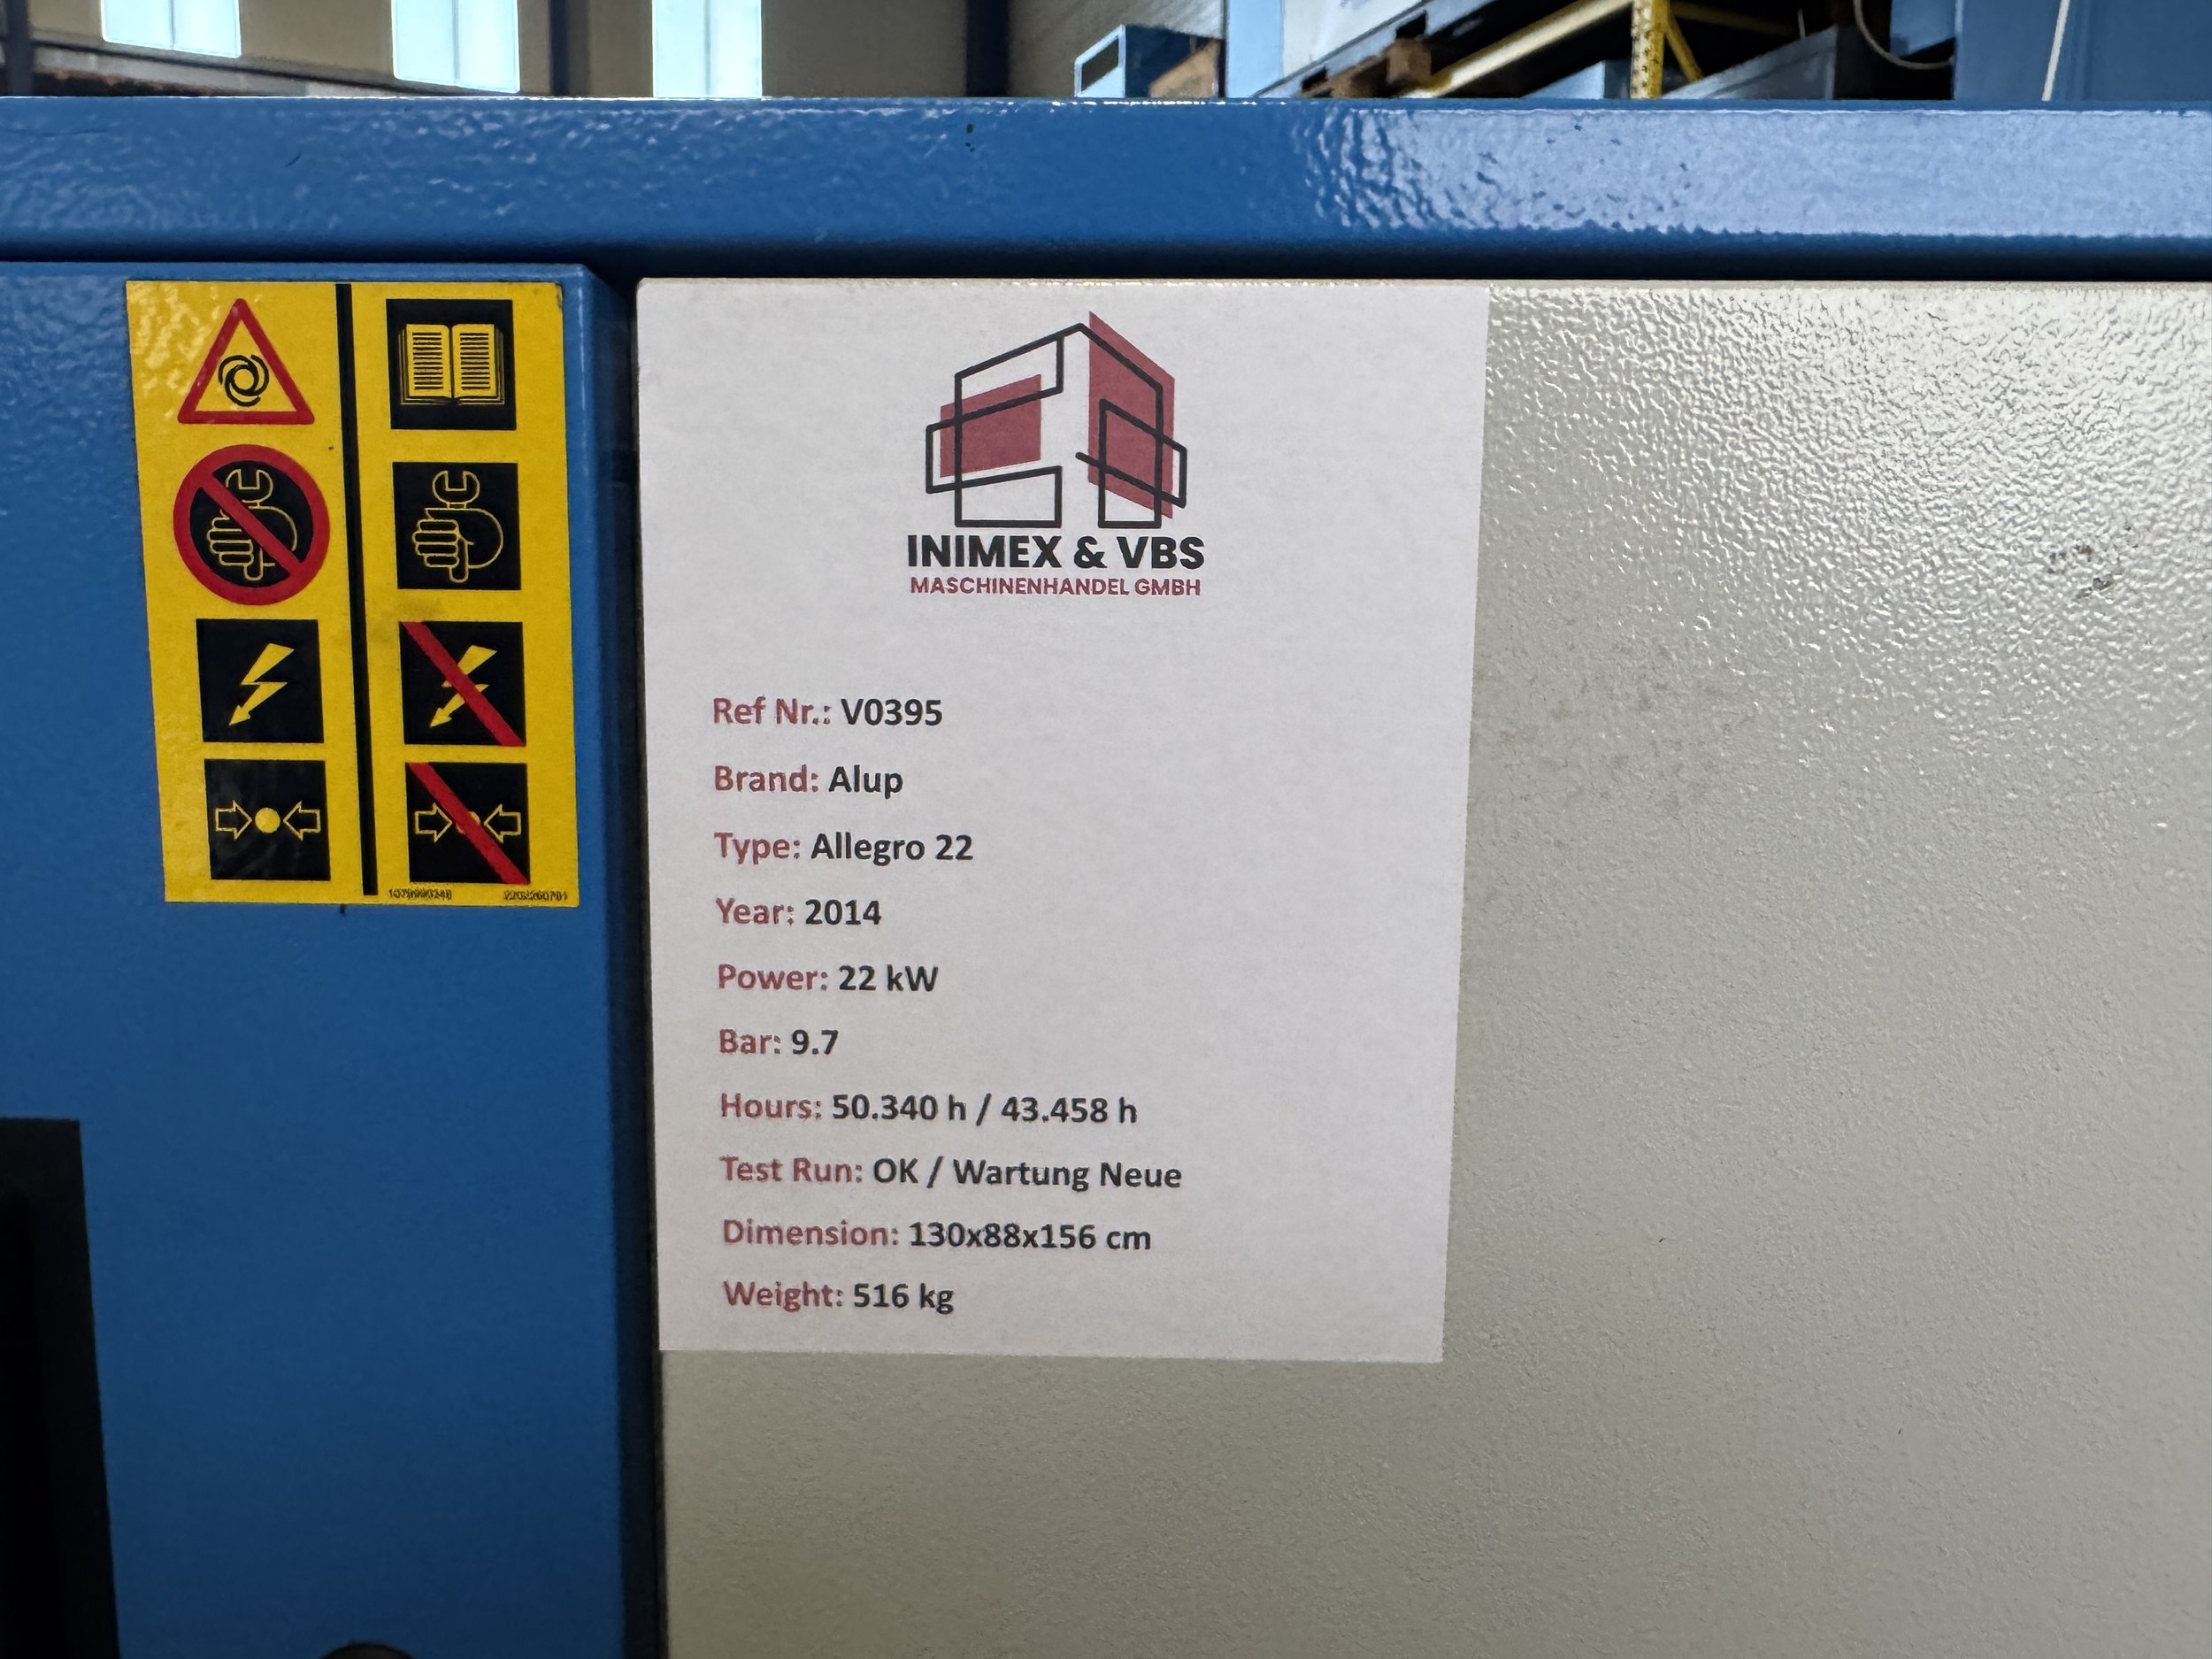 INIMEX & VBS
MASCHINENHANDEL GMBH
Ref Nr.: V0395
Brand: Alup
Type: Allegro 22
Year: 2014
Power: 22 kW
Bar: 9.7
Hours: 50.340 h / 43.458 h
Test Run: OK / Wartung Neue
Dimension: 130x88x156 cm
Weight: 516 kg